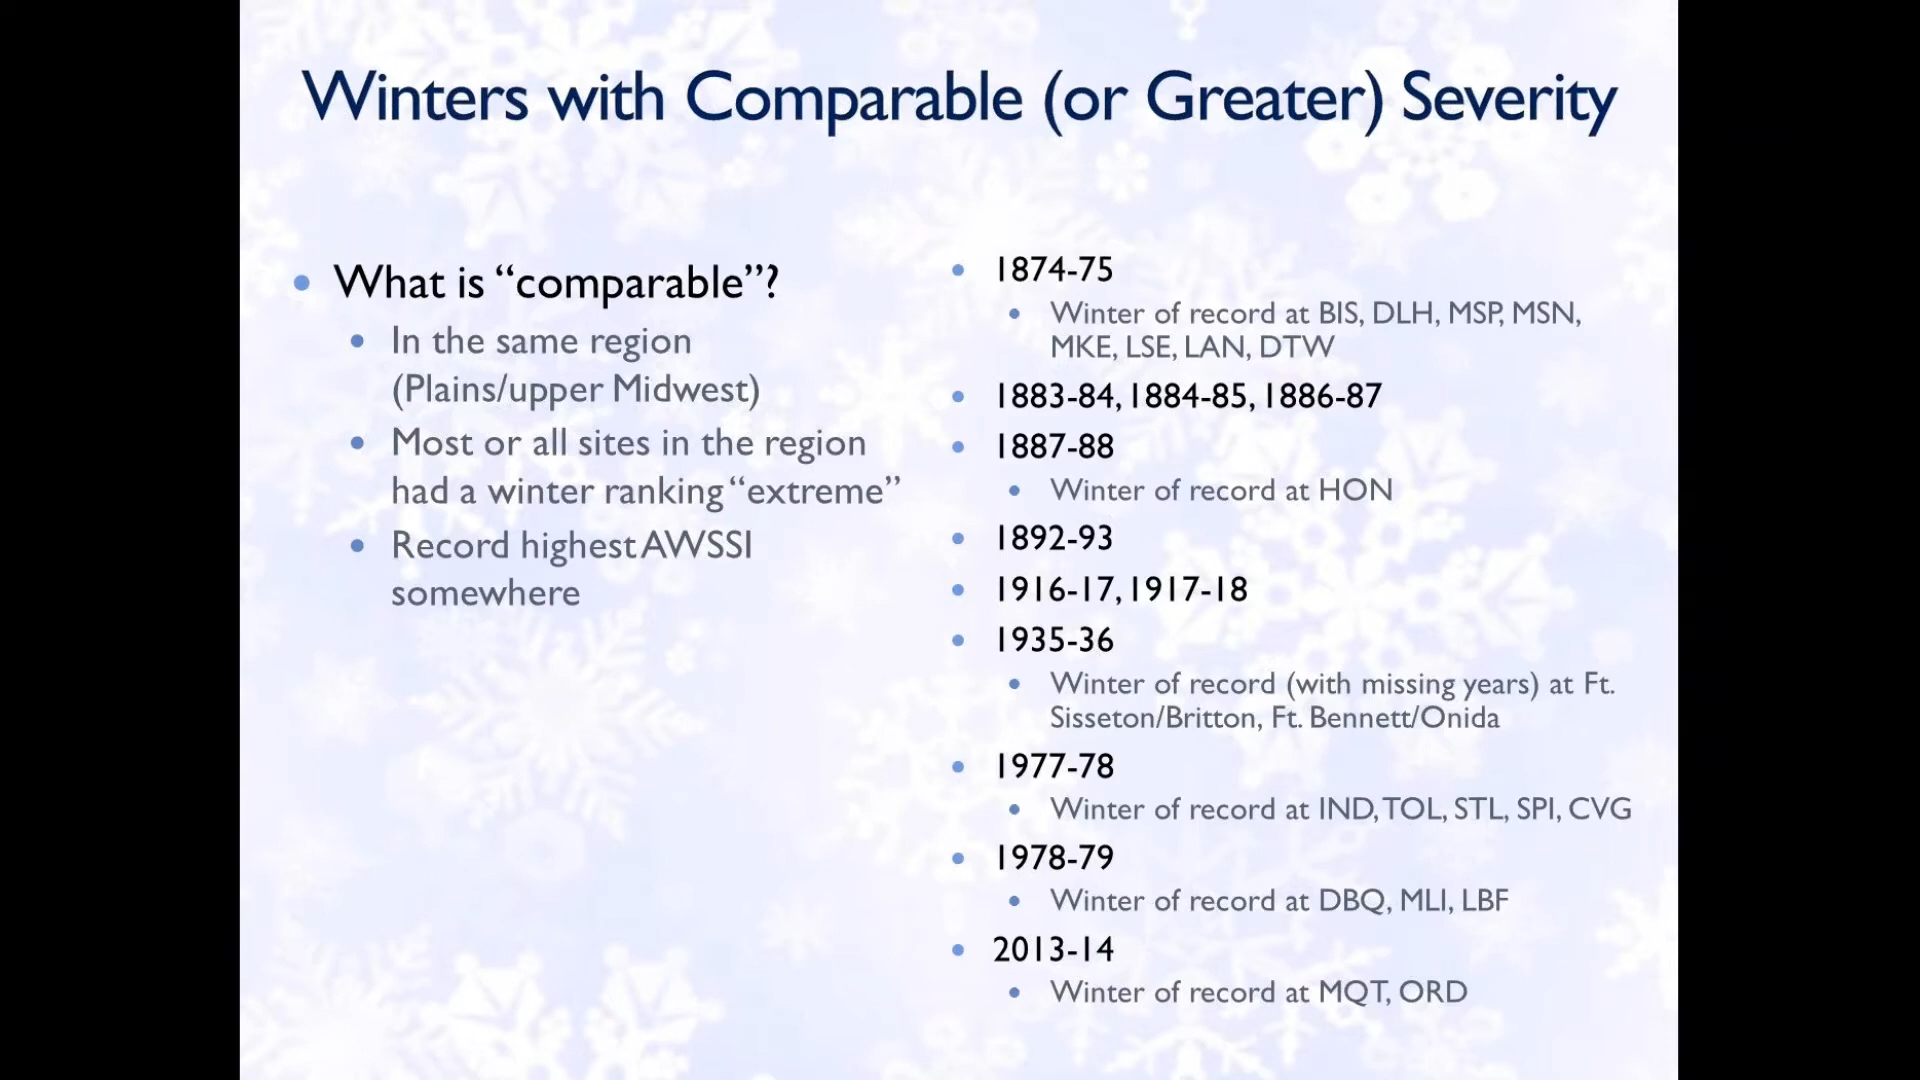 Winters with Comparable (or Greater) Severity
What is “comparable”?
In the same region
(Plains/upper Midwest)
Most or all sites in the region
had a winter ranking “extreme”
Record highest AWSSI
somewhere
1874-75
Winter of record at BIS, DLH, MSP, MSN,
MKE, LSE, LAN, DTW
1883-84, 1884-85, 1886-87
1887-88
Winter of record at HON
1892-93
1916-17, 1917-18
1935-36
Winter of record (with missing years) at Ft.
Sisseton/Britton, Ft. Bennett/Onida
1977-78
Winter of record at IND, TOL, STL, SPI, CVG
1978-79
Winter of record at DBQ, MLI, LBF
2013-14
Winter of record at MQT, ORD